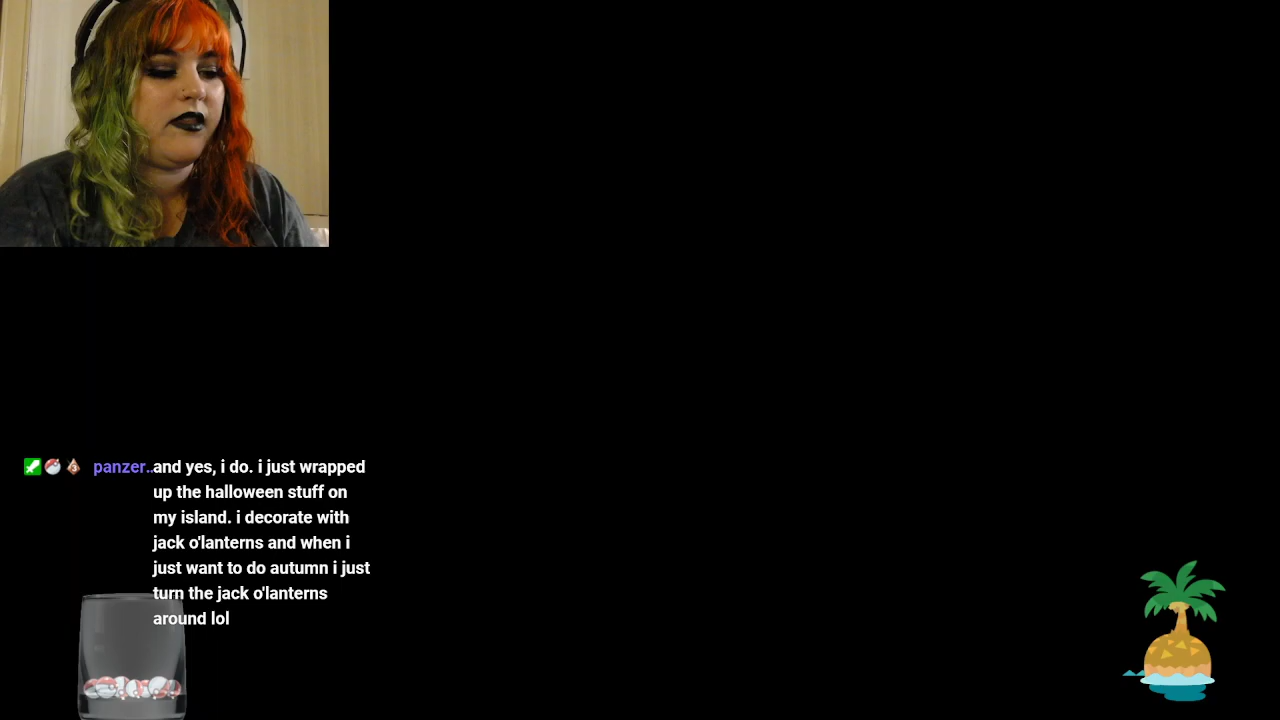 panzer..and yes, i do. i just wrapped
up the halloween stuff on
my island. i decorate with
jack o'lanterns and when i
just want to do autumn i just
turn the jack o'lanterns
around lol